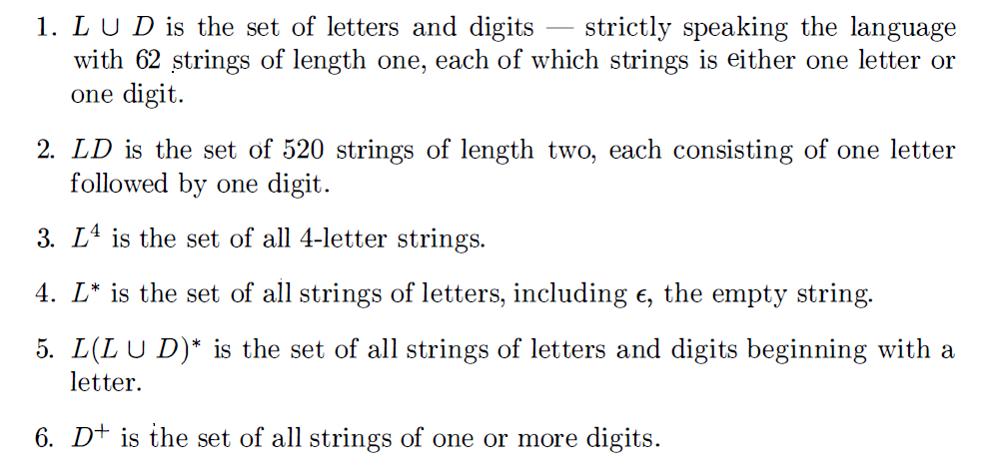 1. L ∪ D is the set of letters and digits — strictly speaking the language
with 62 strings of length one, each of which strings is either one letter or
one digit.
2. LD is the set of 520 strings of length two, each consisting of one letter
followed by one digit.
3. L⁴ is the set of all 4-letter strings.
4. L* is the set of all strings of letters, including ϵ, the empty string.
5. L(L ∪ D)* is the set of all strings of letters and digits beginning with a
letter.
6. D⁺ is the set of all strings of one or more digits.